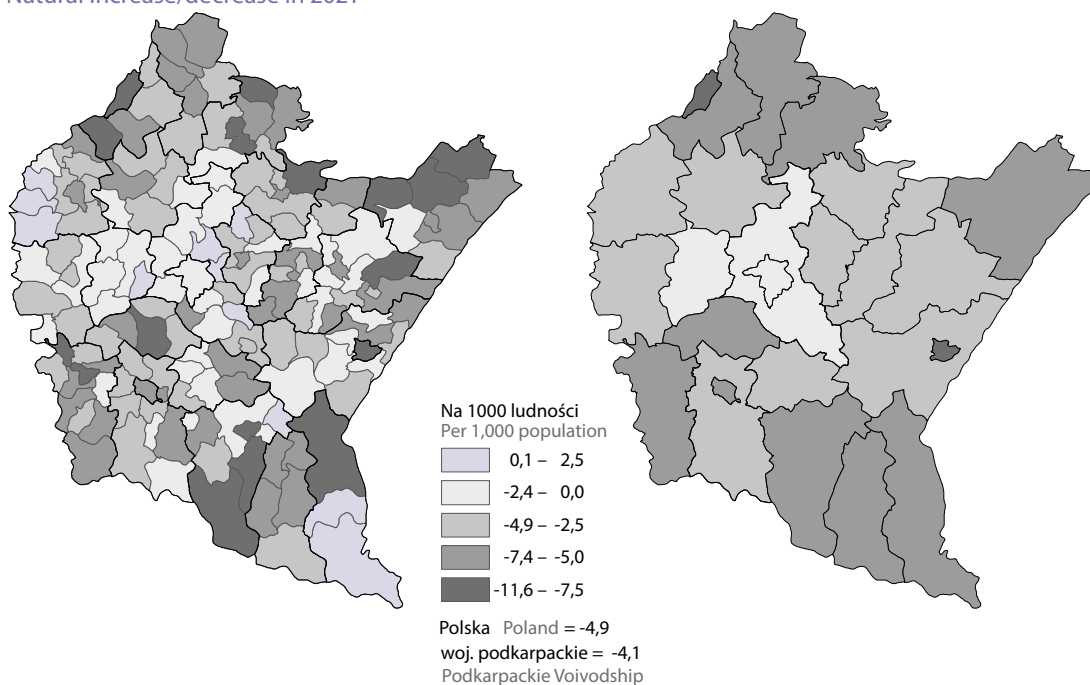 Natural increase/decrease in 2021
Na 1000 ludności
Per 1,000 population
0,1 – 2,5
-2,4 – 0,0
-4,9 – -2,5
-7,4 – -5,0
-11,6 – -7,5
Polska Poland = -4,9
woj. podkarpackie = -4,1
Podkarpackie Voivodship